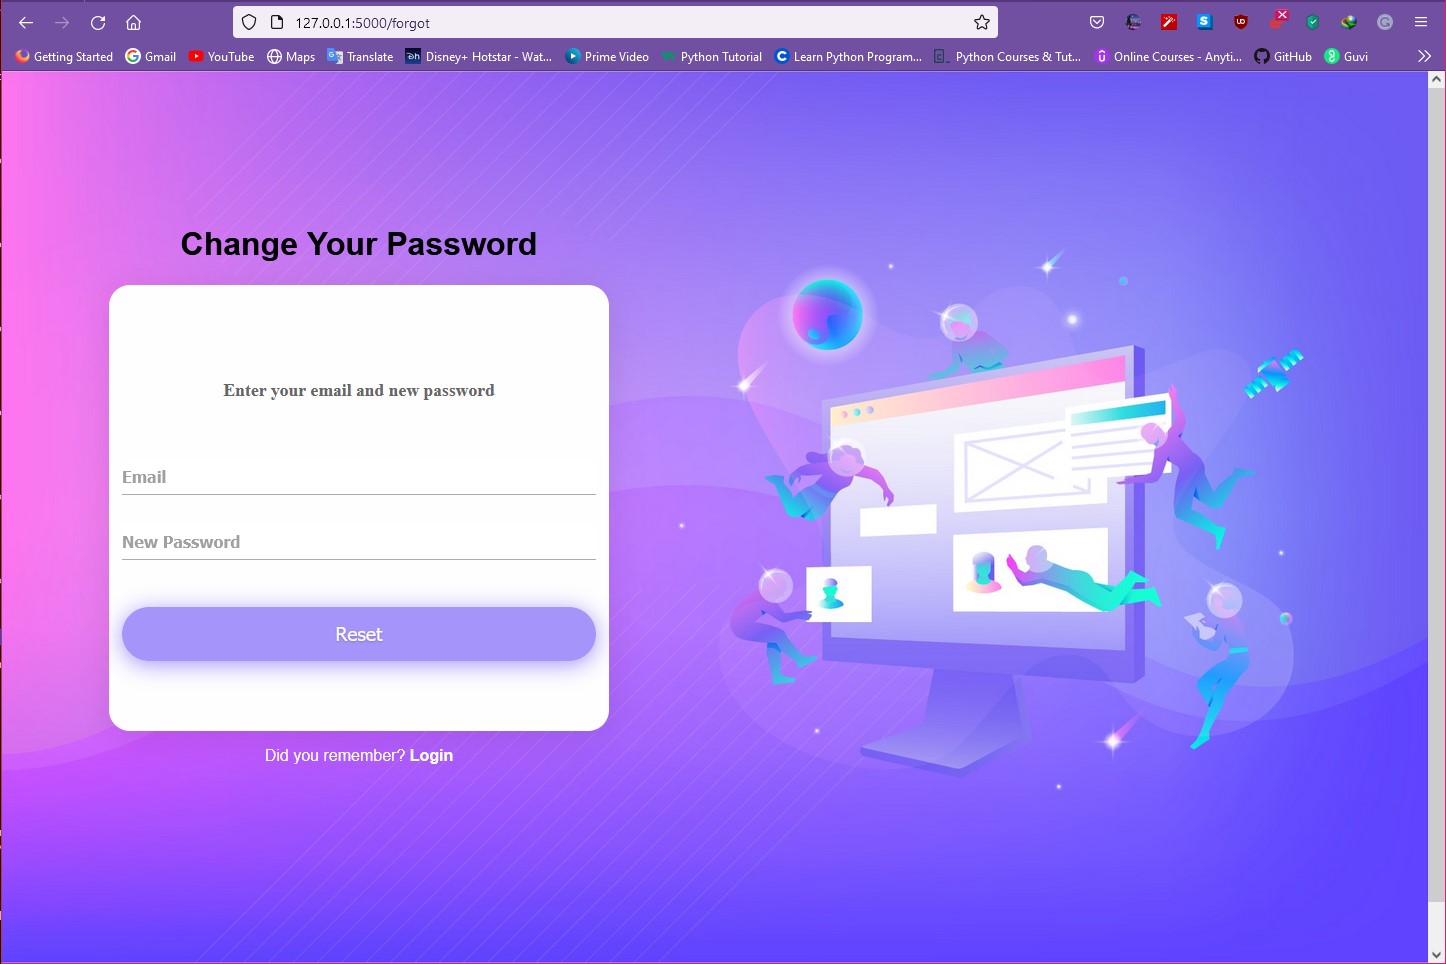 127.0.0.1:5000/forgot
Getting Started Gmail YouTube Maps Translate Disney+ Hotstar - Wat... Prime Video Python Tutorial Learn Python Program... Python Courses & Tut... Online Courses - Anyti... GitHub Guvi
Change Your Password
Enter your email and new password
Email
New Password
Reset
Did you remember? Login